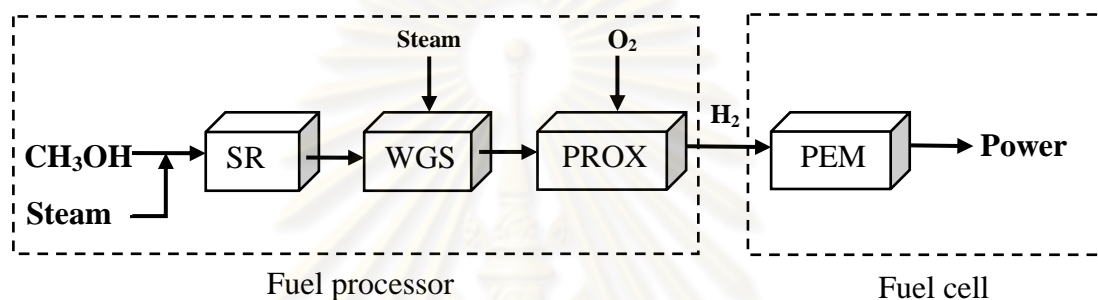 Steam
O₂
H₂
CH₃OH
SR
WGS
PROX
PEM
Power
Steam
Fuel processor
Fuel cell